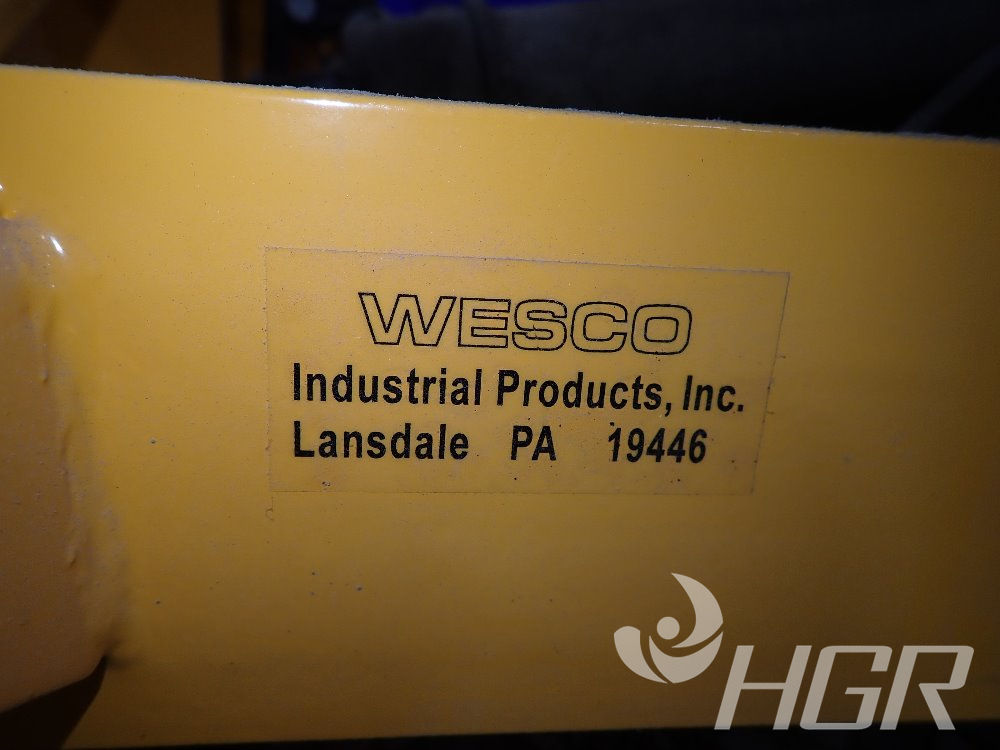 WESCO
Industrial Products, Inc.
Lansdale PA 19446
HGR